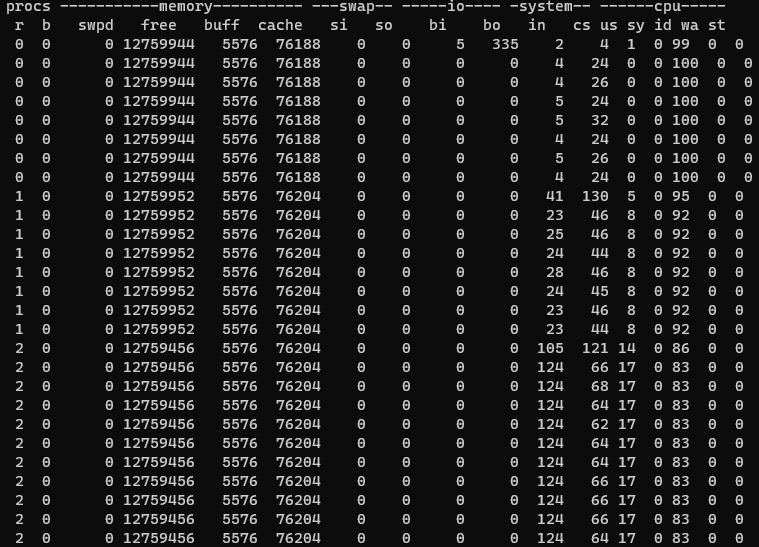 procs -----------memory---------- ---swap-- -----io---- -system-- ------cpu-----
 r  b   swpd   free   buff  cache   si   so    bi    bo   in   cs us sy id wa st
 0  0      0 12759944   5576  76188    0    0     5   335    2    4  1  0 99  0  0
 0  0      0 12759944   5576  76188    0    0     0     0    4   24  0  0 100  0  0
 0  0      0 12759944   5576  76188    0    0     0     0    4   26  0  0 100  0  0
 0  0      0 12759944   5576  76188    0    0     0     0    5   24  0  0 100  0  0
 0  0      0 12759944   5576  76188    0    0     0     0    5   32  0  0 100  0  0
 0  0      0 12759944   5576  76188    0    0     0     0    4   24  0  0 100  0  0
 0  0      0 12759944   5576  76188    0    0     0     0    5   26  0  0 100  0  0
 0  0      0 12759944   5576  76188    0    0     0     0    4   24  0  0 100  0  0
 1  0      0 12759952   5576  76204    0    0     0     0   41  130  5  0 95  0  0
 1  0      0 12759952   5576  76204    0    0     0     0   23   46  8  0 92  0  0
 1  0      0 12759952   5576  76204    0    0     0     0   25   46  8  0 92  0  0
 1  0      0 12759952   5576  76204    0    0     0     0   24   44  8  0 92  0  0
 1  0      0 12759952   5576  76204    0    0     0     0   28   46  8  0 92  0  0
 1  0      0 12759952   5576  76204    0    0     0     0   24   45  8  0 92  0  0
 1  0      0 12759952   5576  76204    0    0     0     0   23   46  8  0 92  0  0
 1  0      0 12759952   5576  76204    0    0     0     0   23   44  8  0 92  0  0
 2  0      0 12759456   5576  76204    0    0     0     0  105  121 14  0 86  0  0
 2  0      0 12759456   5576  76204    0    0     0     0  124   66 17  0 83  0  0
 2  0      0 12759456   5576  76204    0    0     0     0  124   68 17  0 83  0  0
 2  0      0 12759456   5576  76204    0    0     0     0  124   64 17  0 83  0  0
 2  0      0 12759456   5576  76204    0    0     0     0  124   62 17  0 83  0  0
 2  0      0 12759456   5576  76204    0    0     0     0  124   64 17  0 83  0  0
 2  0      0 12759456   5576  76204    0    0     0     0  124   64 17  0 83  0  0
 2  0      0 12759456   5576  76204    0    0     0     0  124   66 17  0 83  0  0
 2  0      0 12759456   5576  76204    0    0     0     0  124   64 17  0 83  0  0
 2  0      0 12759456   5576  76204    0    0     0     0  124   66 17  0 83  0  0
 2  0      0 12759456   5576  76204    0    0     0     0  124   64 17  0 83  0  0